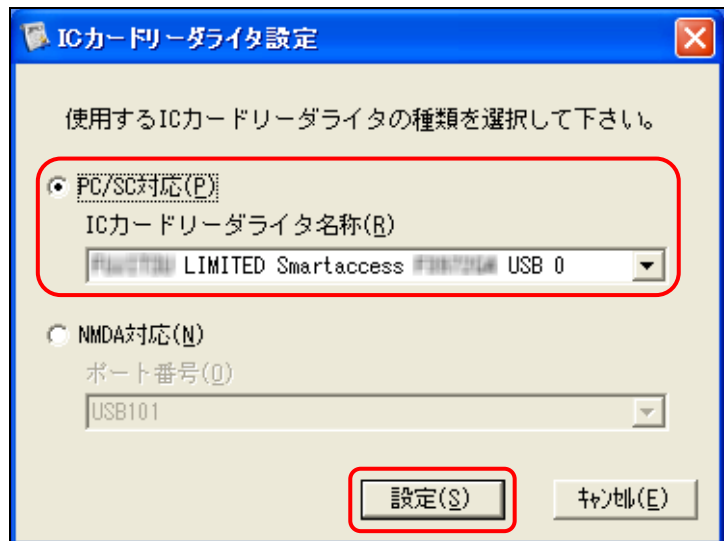 ICカードリーダライタ設定
使用するICカードリーダライタの種類を選択して下さい。
PC/SC対応(P)
ICカードリーダライタ名称(R)
LIMITED Smartaccess USB 0
NMDA対応(N)
ポート番号(O)
USB101
設定(S) ｷｬﾝｾﾙ(E)